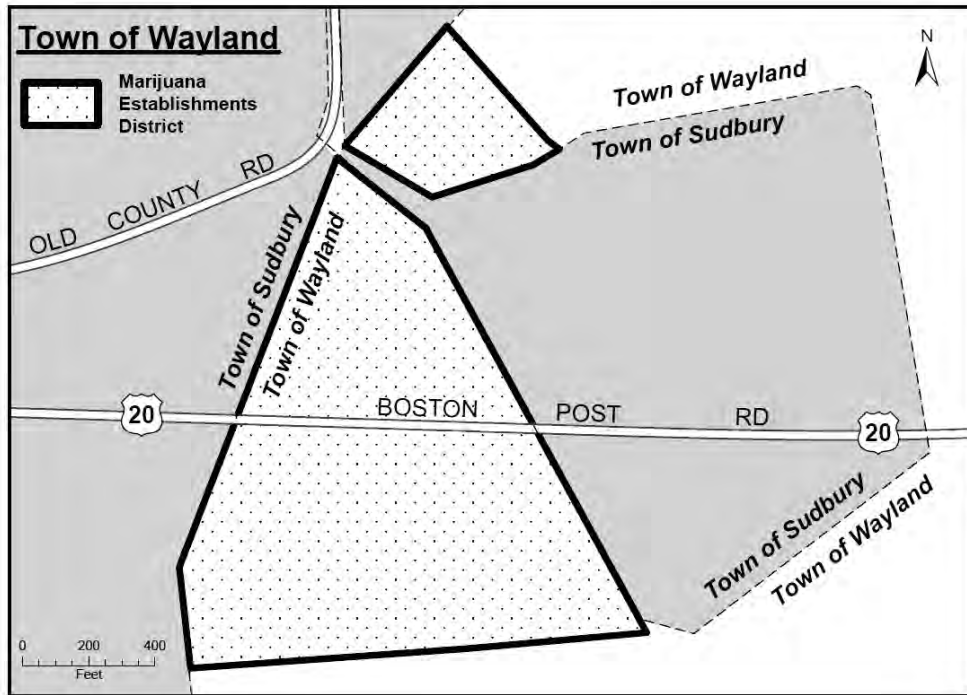 Town of Wayland
Marijuana
Establishments
District
N
Town of Wayland
Town of Sudbury
OLD COUNTY RD
Town of Sudbury
Town of Wayland
20
BOSTON POST RD
20
Town of Sudbury
Town of Wayland
0 200 400
Feet